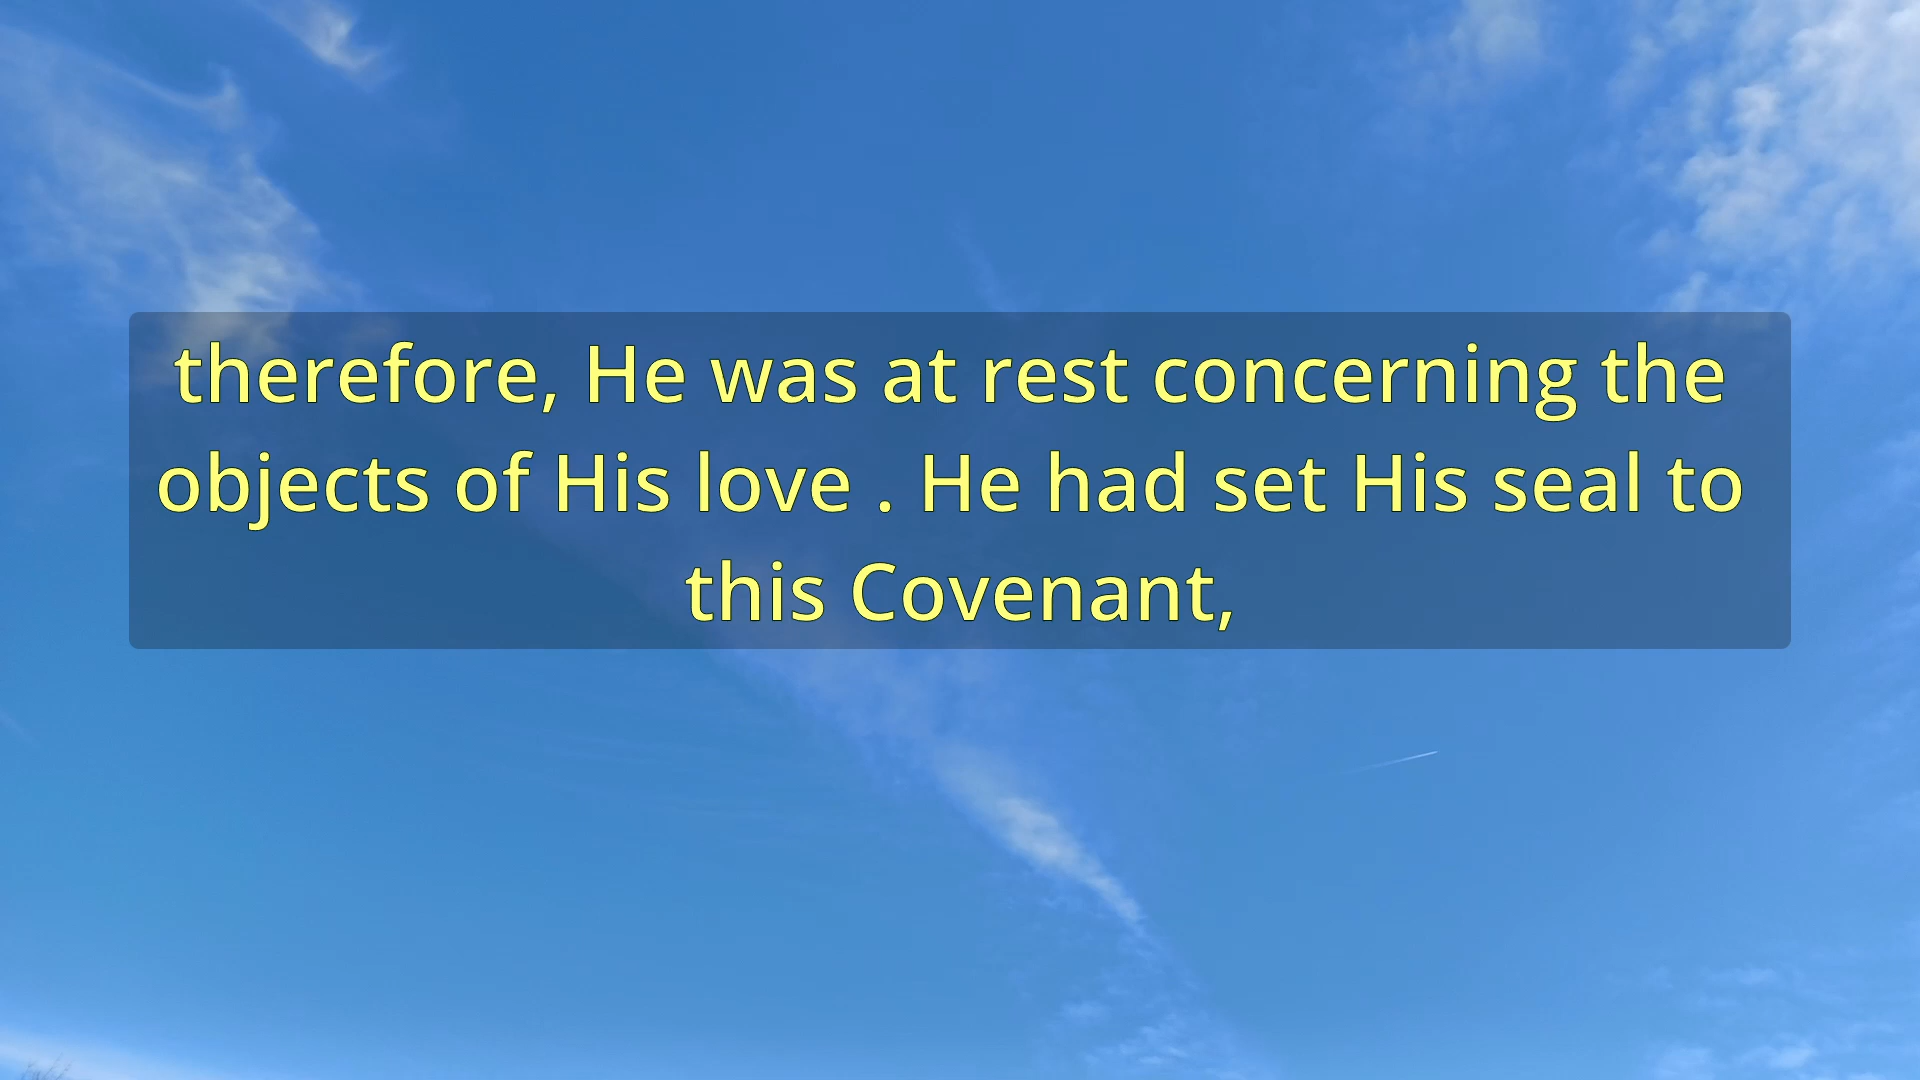 therefore, He was at rest concerning the
objects of His love . He had set His seal to
this Covenant,